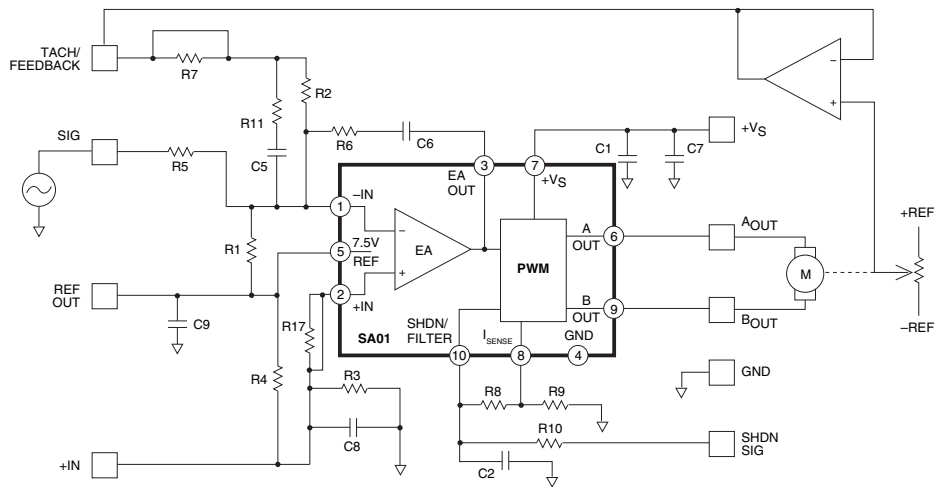 TACH/
FEEDBACK
R7
R2
R11
R6
C6
C5
SIG
R5
3
EA
OUT
7
+VS
C1
C7
+VS
−
+
1
−IN
5
7.5V
REF
2
+IN
−
+
EA
PWM
A
OUT
6
B
OUT
9
AOUT
M
BOUT
+REF
−REF
R1
REF
OUT
C9
R17
R4
SHDN/
FILTER
SA01
ISENSE
GND
10
8
4
R3
C8
R8
R9
GND
R10
SHDN
SIG
C2
+IN